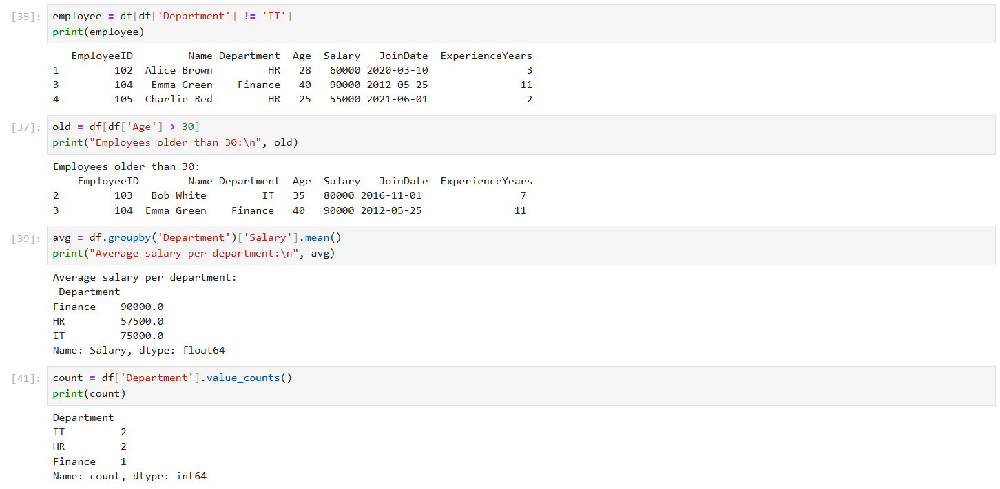 [35]: employee = df[df['Department'] != 'IT']
print(employee)
   EmployeeID         Name Department  Age  Salary   JoinDate  ExperienceYears
1         102  Alice Brown         HR   28   60000 2020-03-10                3
3         104   Emma Green    Finance   40   90000 2012-05-25               11
4         105  Charlie Red         HR   25   55000 2021-06-01                2
[37]: old = df[df['Age'] > 30]
print("Employees older than 30:\n", old)
Employees older than 30:
    EmployeeID        Name Department  Age  Salary   JoinDate  ExperienceYears
2         103   Bob White         IT   35   80000 2016-11-01                7
3         104  Emma Green    Finance   40   90000 2012-05-25               11
[39]: avg = df.groupby('Department')['Salary'].mean()
print("Average salary per department:\n", avg)
Average salary per department:
 Department
Finance    90000.0
HR         57500.0
IT         75000.0
Name: Salary, dtype: float64
[41]: count = df['Department'].value_counts()
print(count)
Department
IT         2
HR         2
Finance    1
Name: count, dtype: int64